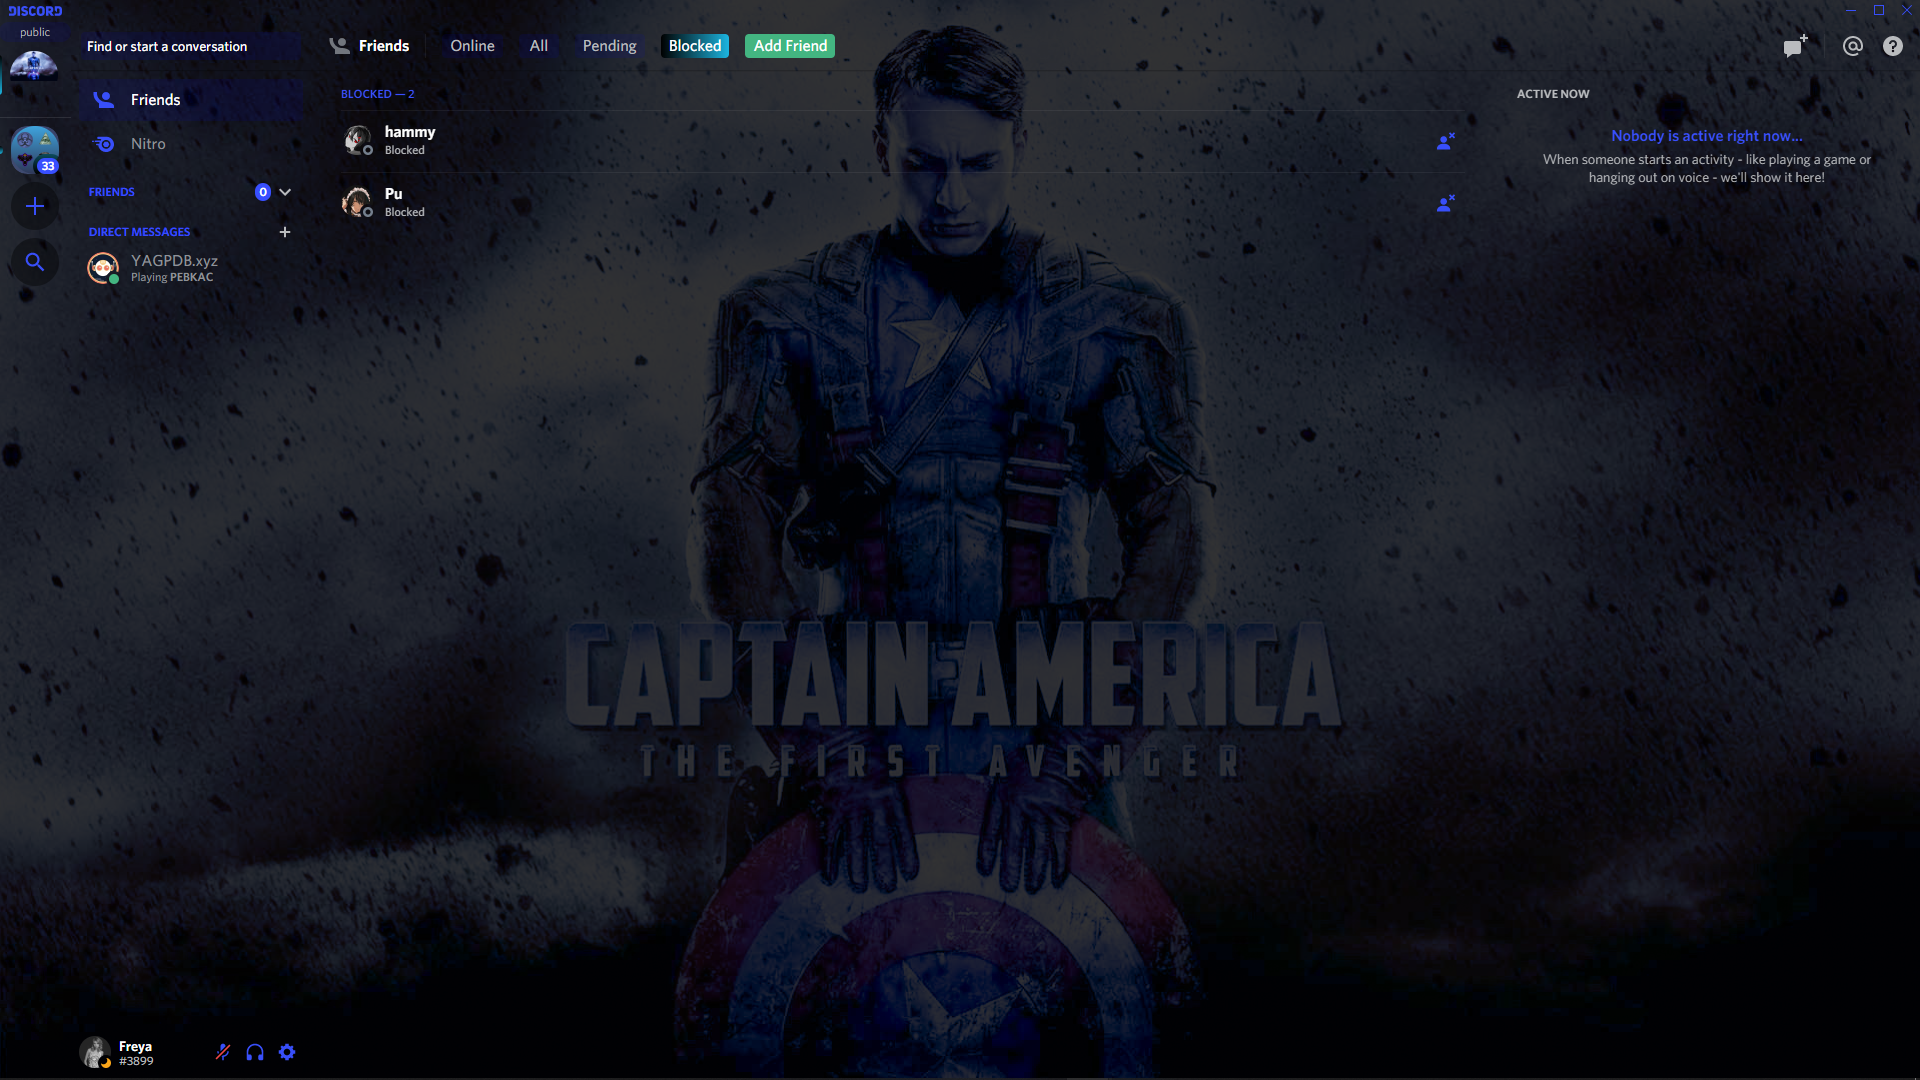 DISCORD
public
33
Find or start a conversation
Friends
Nitro
FRIENDS
0
DIRECT MESSAGES
YAGPDB.xyz
Playing PEBKAC
Freya
#3899
Friends
Online
All
Pending
Blocked
Add Friend
BLOCKED — 2
hammy
Blocked
Pu
Blocked
ACTIVE NOW
Nobody is active right now...
When someone starts an activity - like playing a game or
hanging out on voice - we'll show it here!
CAPTAIN AMERICA
THE FIRST AVENGER